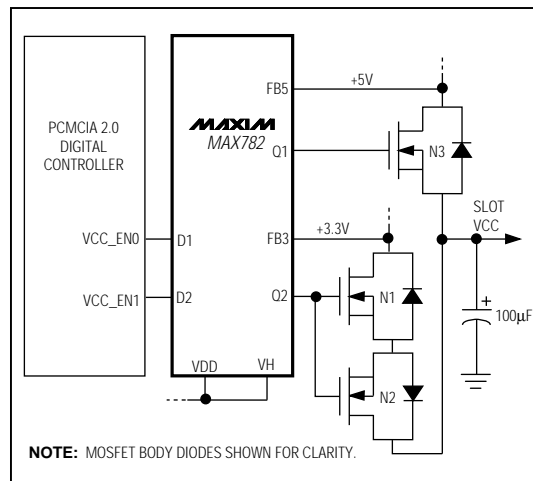 PCMCIA 2.0
DIGITAL
CONTROLLER
VCC_EN0
VCC_EN1
MAXIM
MAX782
FB5
Q1
D1
FB3
D2
Q2
VDD
VH
+5V
N3
SLOT
VCC
+3.3V
N1
+
100µF
N2
NOTE: MOSFET BODY DIODES SHOWN FOR CLARITY.